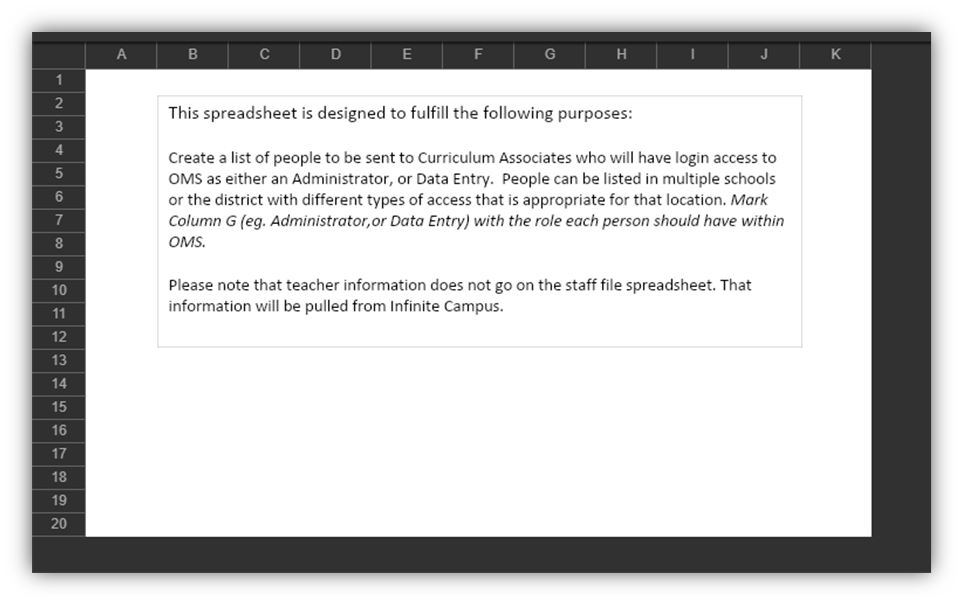 A B C D E F G H I J K
1
2
3
4
5
6
7
8
9
10
11
12
13
14
15
16
17
18
19
20
This spreadsheet is designed to fulfill the following purposes:
Create a list of people to be sent to Curriculum Associates who will have login access to
OMS as either an Administrator, or Data Entry.  People can be listed in multiple schools
or the district with different types of access that is appropriate for that location. Mark
Column G (eg. Administrator,or Data Entry) with the role each person should have within
OMS.
Please note that teacher information does not go on the staff file spreadsheet. That
information will be pulled from Infinite Campus.